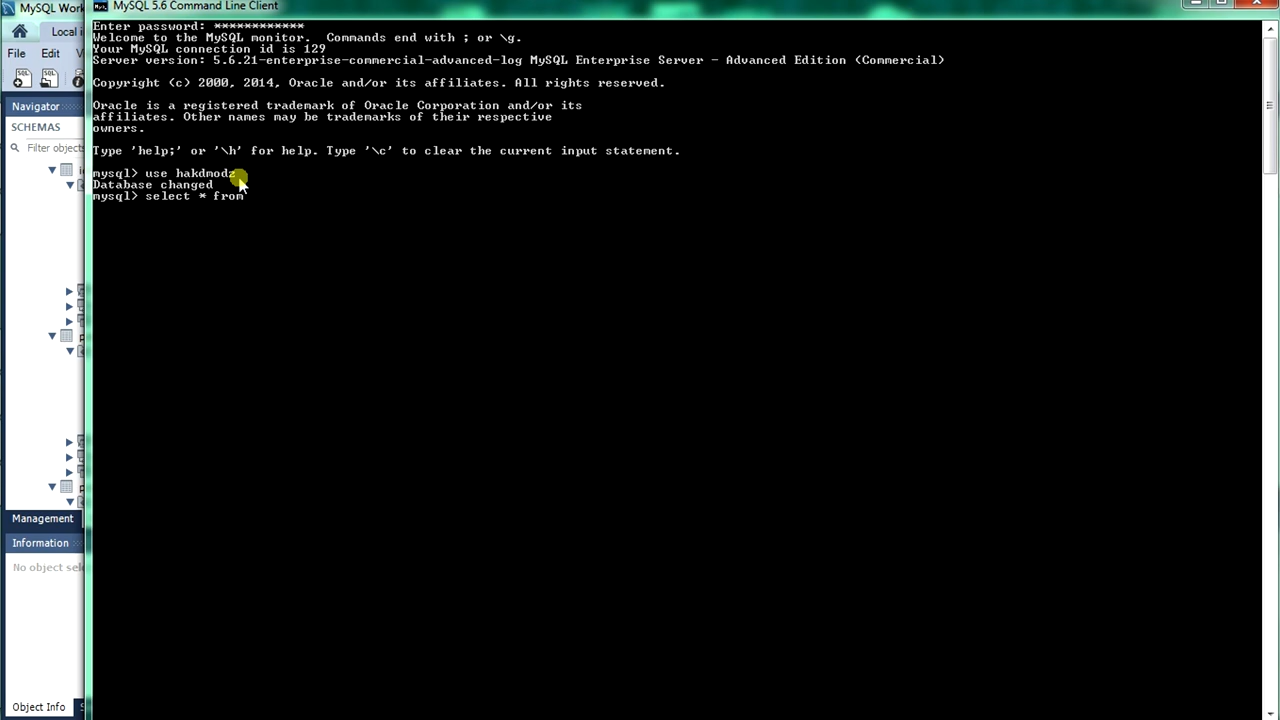 MySQL Work
MySQL 5.6 Command Line Client
Local i
File Edit V
Navigator
SCHEMAS
Filter objects
Management
Information
No object sele
Object Info
Enter password: ************
Welcome to the MySQL monitor.  Commands end with ; or \g.
Your MySQL connection id is 129
Server version: 5.6.21-enterprise-commercial-advanced-log MySQL Enterprise Server - Advanced Edition (Commercial)
Copyright (c) 2000, 2014, Oracle and/or its affiliates. All rights reserved.
Oracle is a registered trademark of Oracle Corporation and/or its
affiliates. Other names may be trademarks of their respective
owners.
Type 'help;' or '\h' for help. Type '\c' to clear the current input statement.
mysql> use hakdmodz
Database changed
mysql> select * from